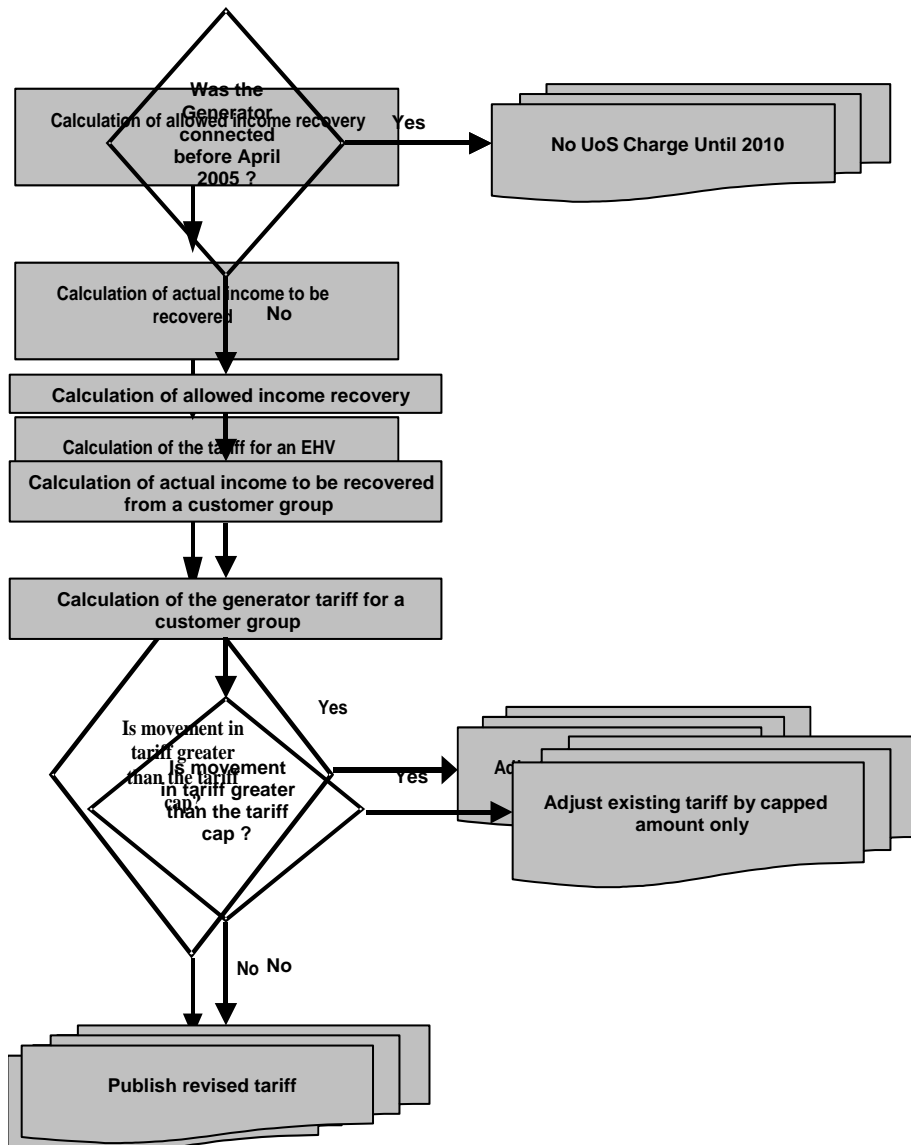 Was the
Generator
connected
before April
2005 ?
Calculation of allowed income recovery
Yes
No UoS Charge Until 2010
Calculation of actual income to be
recovered
No
Calculation of allowed income recovery
Calculation of the tariff for an EHV
Calculation of actual income to be recovered
from a customer group
Calculation of the generator tariff for a
customer group
Yes
Is movement in
tariff greater
than the tariff
cap?
Is movement
in tariff greater
than the tariff
cap ?
Yes
Adjust existing tariff by capped
amount only
No
No
Publish revised tariff